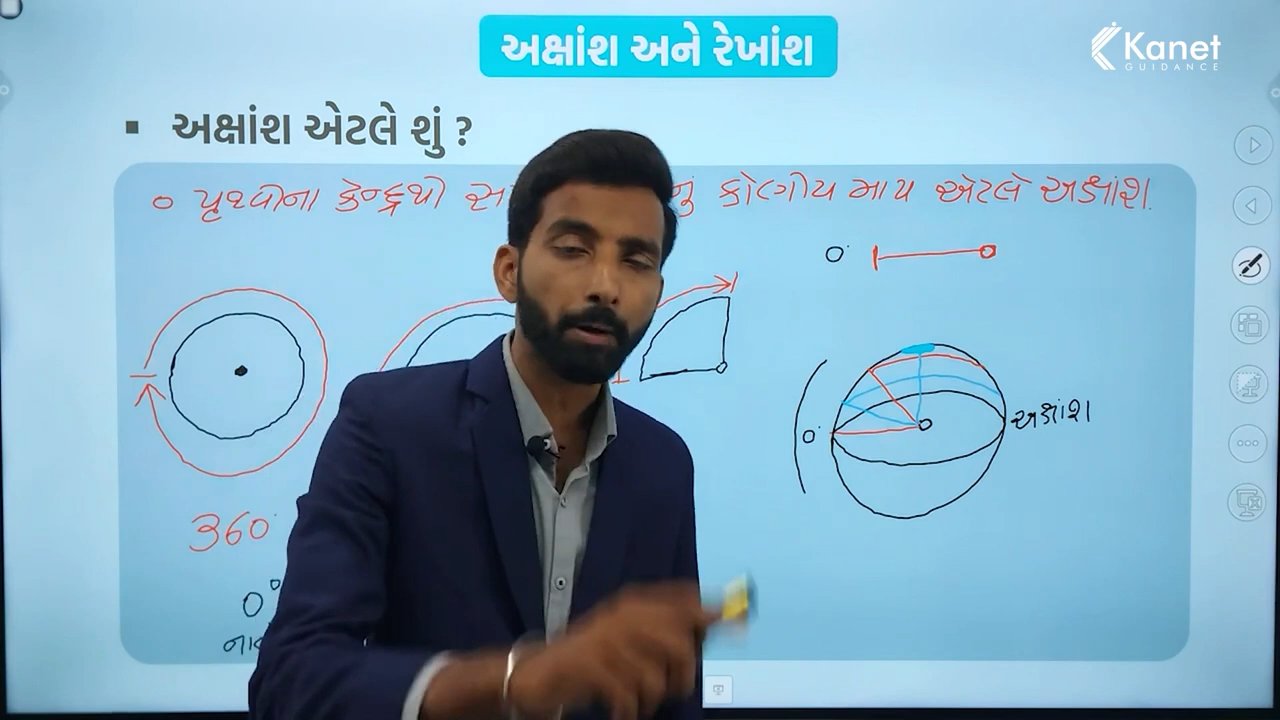 અક્ષાંશ અને રેખાંશ
Kanet
GUIDANCE
▪ અક્ષાંશ એટલે શું ?
૦ પૃથ્વીના કેન્દ્રથી નું કોણીય માપ એટલે અક્ષાંશ.
0°
અક્ષાંશ
0°
360°
0°